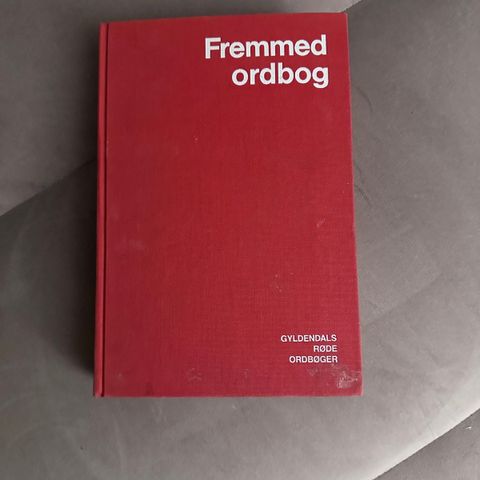 Fremmed
ordbog
GYLDENDALS
RØDE
ORDBØGER